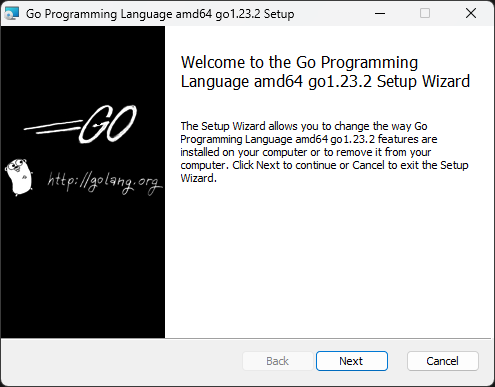 Go Programming Language amd64 go1.23.2 Setup
GO
http://golang.org
Welcome to the Go Programming
Language amd64 go1.23.2 Setup Wizard
The Setup Wizard allows you to change the way Go
Programming Language amd64 go1.23.2 features are
installed on your computer or to remove it from your
computer. Click Next to continue or Cancel to exit the Setup
Wizard.
Back
Next
Cancel